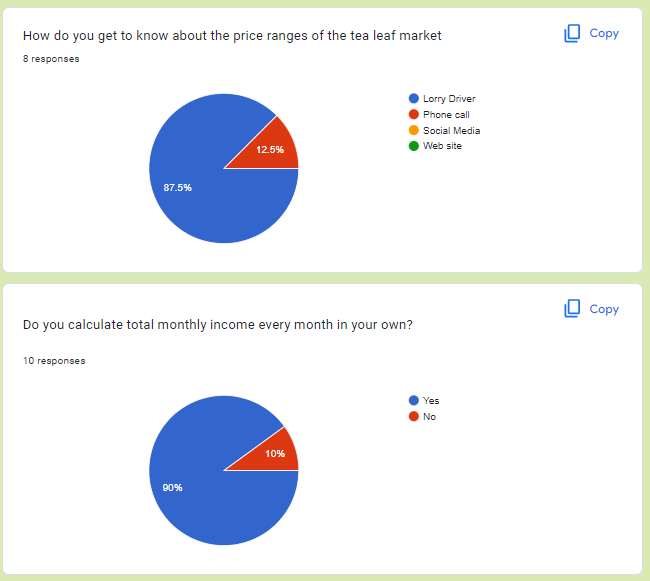 How do you get to know about the price ranges of the tea leaf market
Copy
8 responses
Lorry Driver
Phone call
Social Media
Web site
12.5%
87.5%
Copy
Do you calculate total monthly income every month in your own?
10 responses
Yes
No
10%
90%